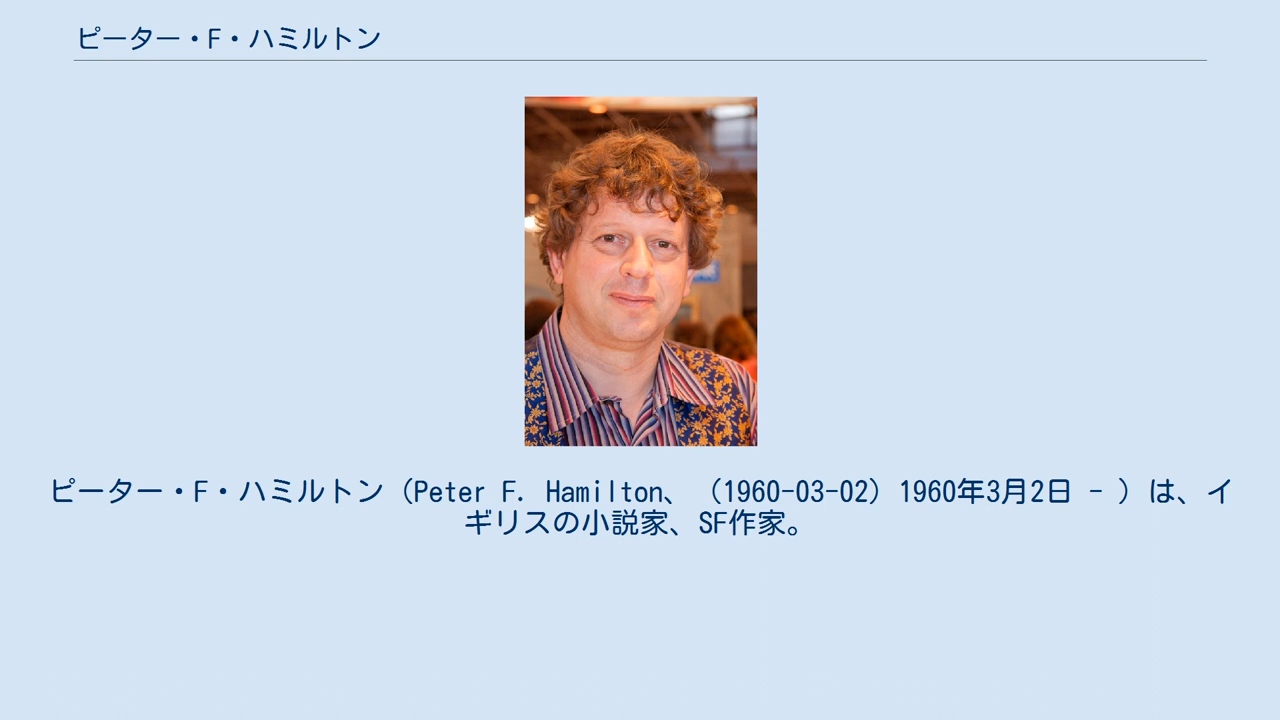 ピーター・F・ハミルトン
ピーター・F・ハミルトン（Peter F. Hamilton、 （1960-03-02）1960年3月2日 - ）は、イ
ギリスの小説家、SF作家。